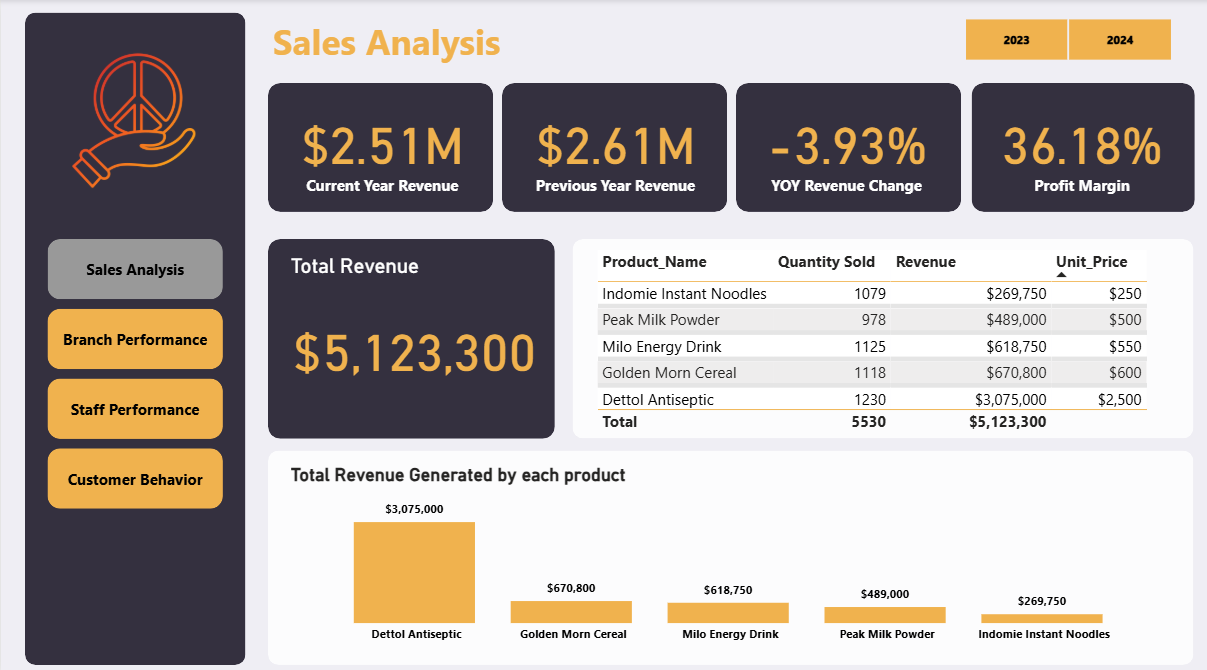 Sales Analysis
2023 2024
$2.51M
Current Year Revenue
$2.61M
Previous Year Revenue
-3.93%
YOY Revenue Change
36.18%
Profit Margin
Sales Analysis
Branch Performance
Staff Performance
Customer Behavior
Total Revenue
$5,123,300
Product_Name Quantity Sold Revenue Unit_Price
Indomie Instant Noodles 1079 $269,750 $250
Peak Milk Powder 978 $489,000 $500
Milo Energy Drink 1125 $618,750 $550
Golden Morn Cereal 1118 $670,800 $600
Dettol Antiseptic 1230 $3,075,000 $2,500
Total 5530 $5,123,300
Total Revenue Generated by each product
$3,075,000 $670,800 $618,750 $489,000 $269,750
Dettol Antiseptic Golden Morn Cereal Milo Energy Drink Peak Milk Powder Indomie Instant Noodles